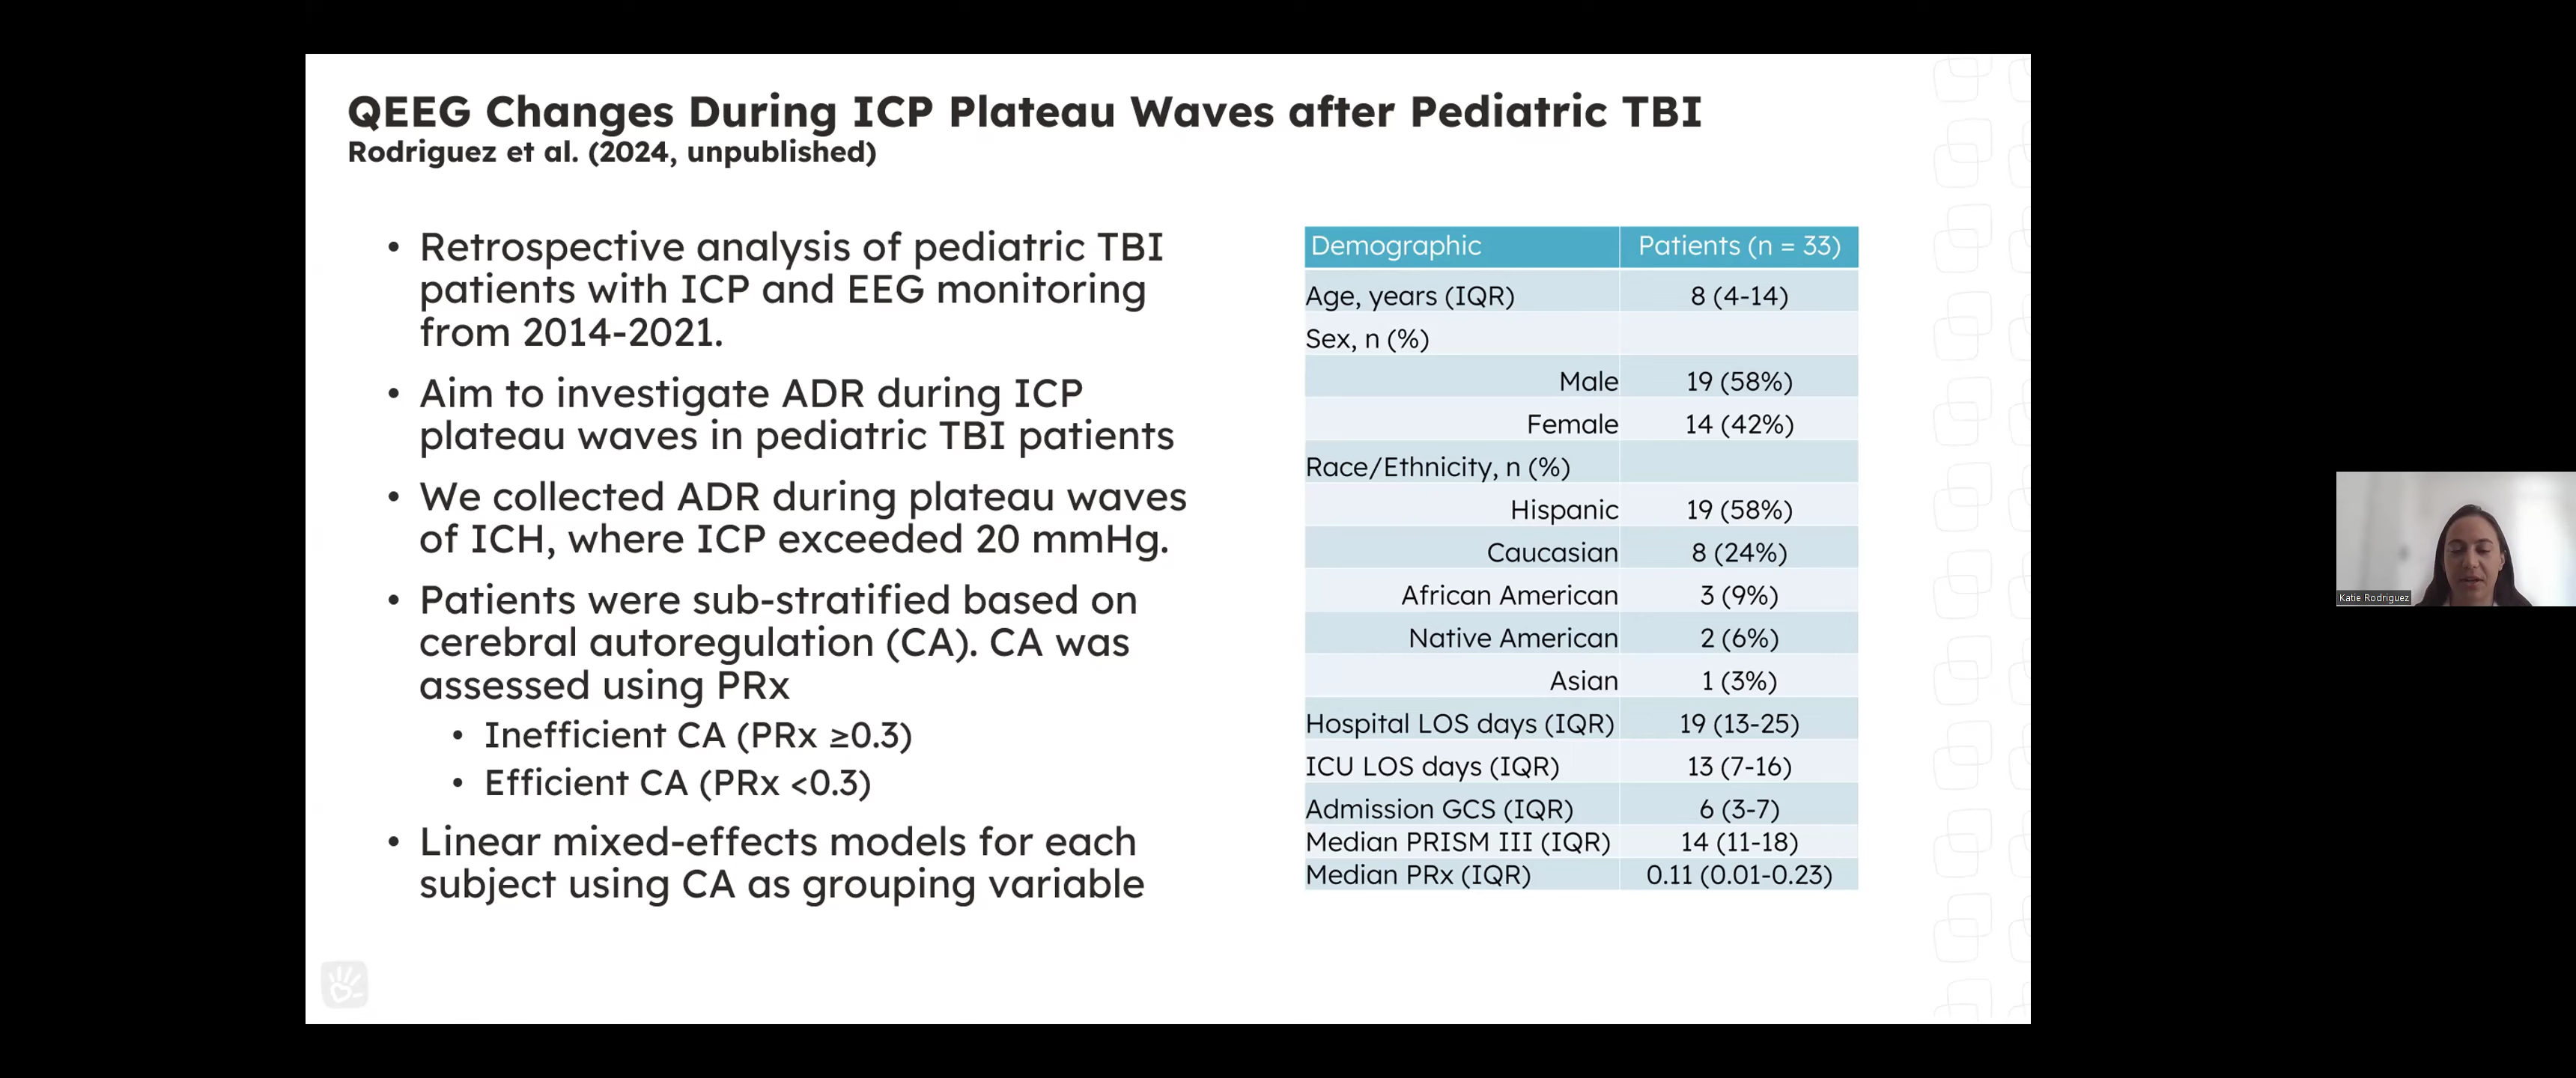 QEEG Changes During ICP Plateau Waves after Pediatric TBI
Rodriguez et al. (2024, unpublished)
• Retrospective analysis of pediatric TBI
patients with ICP and EEG monitoring
from 2014-2021.
• Aim to investigate ADR during ICP
plateau waves in pediatric TBI patients
• We collected ADR during plateau waves
of ICH, where ICP exceeded 20 mmHg.
• Patients were sub-stratified based on
cerebral autoregulation (CA). CA was
assessed using PRx
• Inefficient CA (PRx ≥0.3)
• Efficient CA (PRx <0.3)
• Linear mixed-effects models for each
subject using CA as grouping variable
Demographic Patients (n = 33)
Age, years (IQR) 8 (4-14)
Sex, n (%)
Male 19 (58%)
Female 14 (42%)
Race/Ethnicity, n (%)
Hispanic 19 (58%)
Caucasian 8 (24%)
African American 3 (9%)
Native American 2 (6%)
Asian 1 (3%)
Hospital LOS days (IQR) 19 (13-25)
ICU LOS days (IQR) 13 (7-16)
Admission GCS (IQR) 6 (3-7)
Median PRISM III (IQR) 14 (11-18)
Median PRx (IQR) 0.11 (0.01-0.23)
Katie Rodriguez